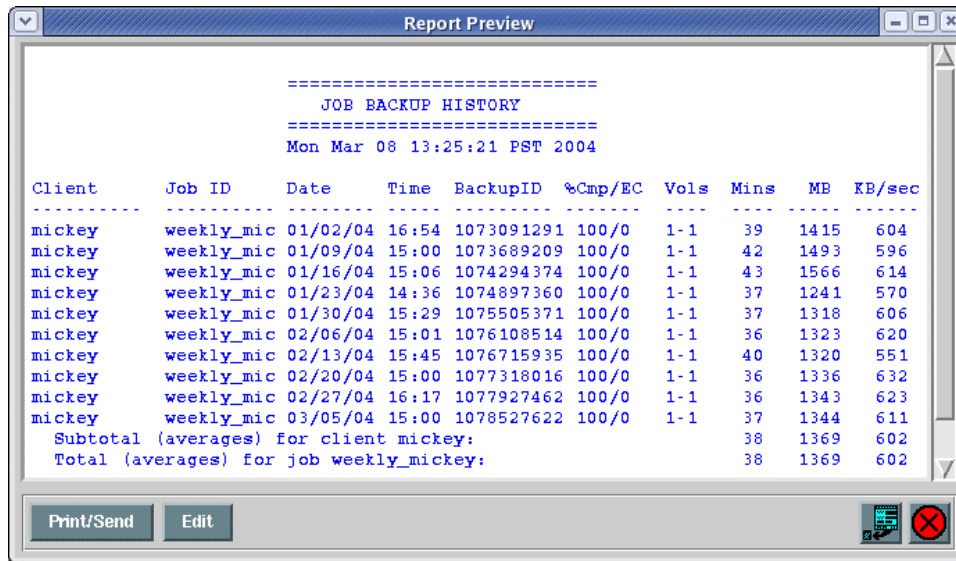 Report Preview
============================
JOB BACKUP HISTORY
============================
Mon Mar 08 13:25:21 PST 2004
Client Job ID Date Time BackupID %Cmp/EC Vols Mins MB KB/sec
---------- ---------- -------- ----- --------- ------- ---- ---- ----- ------
mickey weekly_mic 01/02/04 16:54 1073091291 100/0 1-1 39 1415 604
mickey weekly_mic 01/09/04 15:00 1073689209 100/0 1-1 42 1493 596
mickey weekly_mic 01/16/04 15:06 1074294374 100/0 1-1 43 1566 614
mickey weekly_mic 01/23/04 14:36 1074897360 100/0 1-1 37 1241 570
mickey weekly_mic 01/30/04 15:29 1075505371 100/0 1-1 37 1318 606
mickey weekly_mic 02/06/04 15:01 1076108514 100/0 1-1 36 1323 620
mickey weekly_mic 02/13/04 15:45 1076715935 100/0 1-1 40 1320 551
mickey weekly_mic 02/20/04 15:00 1077318016 100/0 1-1 36 1336 632
mickey weekly_mic 02/27/04 16:17 1077927462 100/0 1-1 36 1343 623
mickey weekly_mic 03/05/04 15:00 1078527622 100/0 1-1 37 1344 611
Subtotal (averages) for client mickey: 38 1369 602
Total (averages) for job weekly_mickey: 38 1369 602
Print/Send Edit